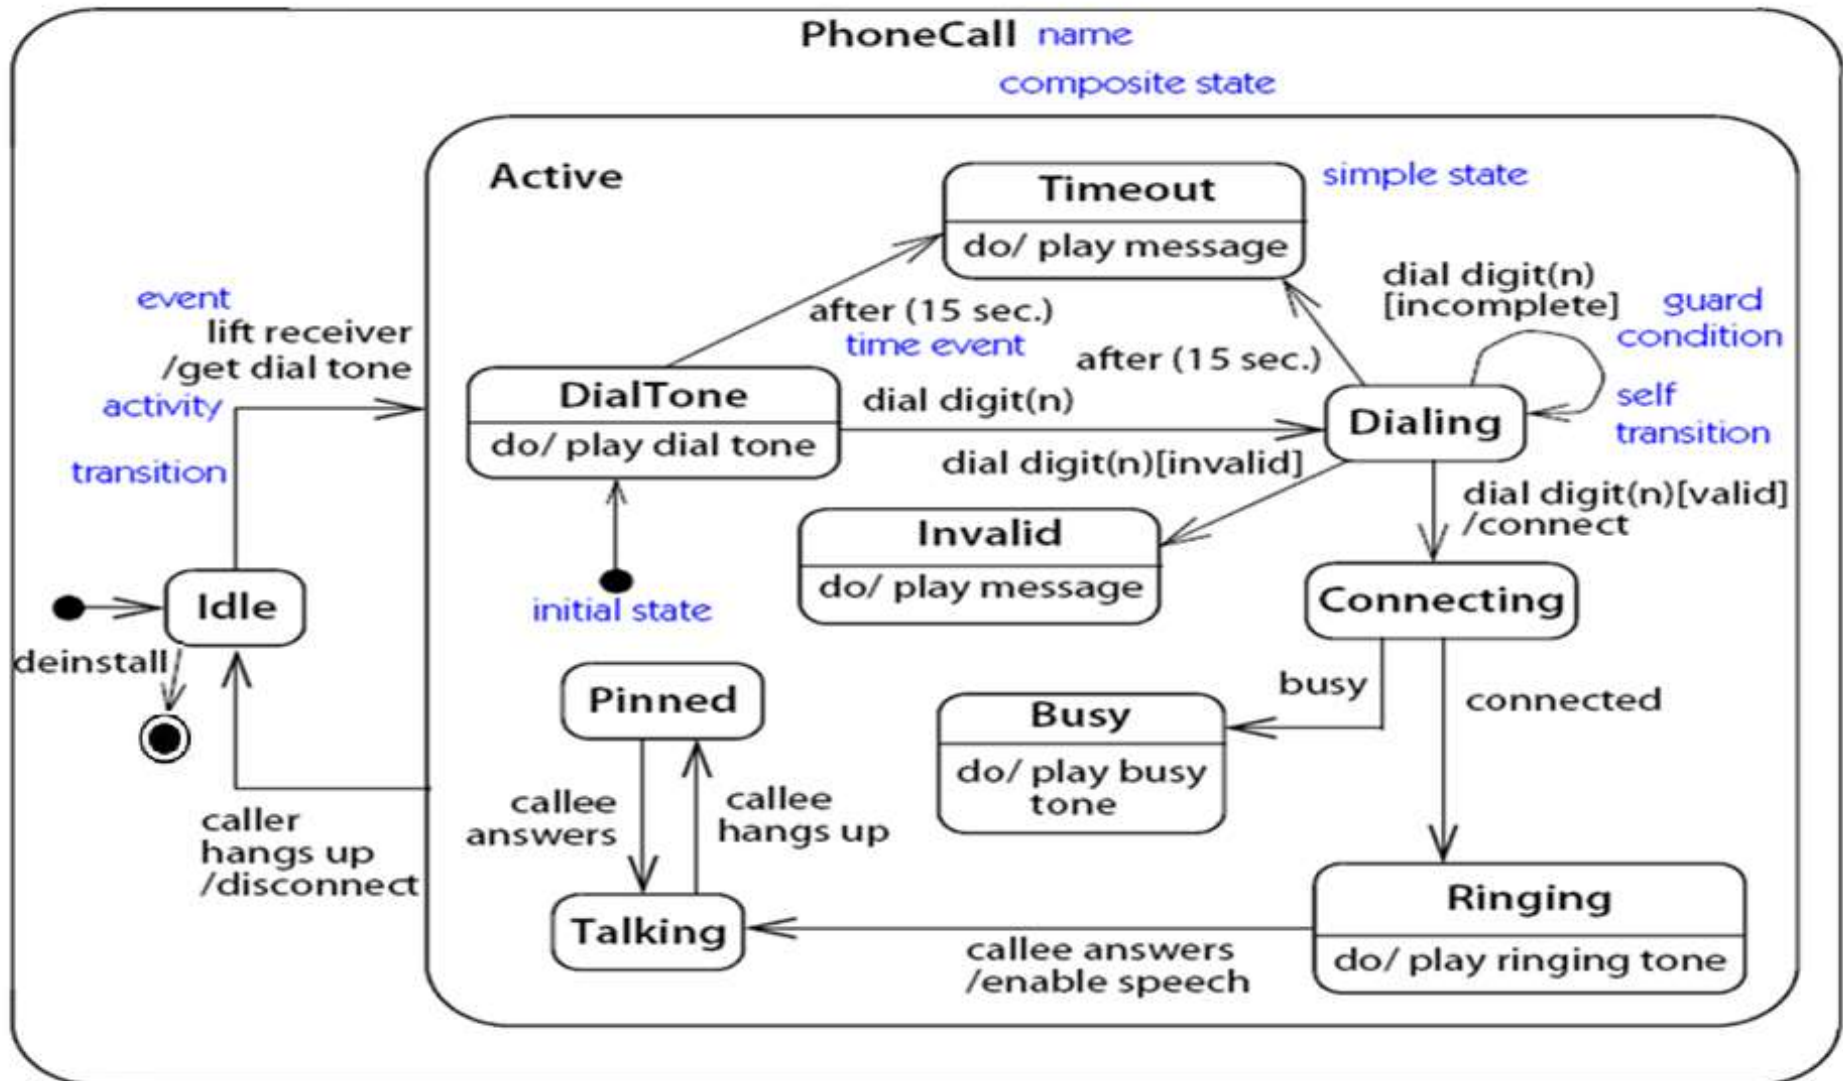 PhoneCall name
composite state
Active
Timeout
do/ play message
simple state
event
lift receiver
/get dial tone
activity
transition
after (15 sec.)
time event
after (15 sec.)
dial digit(n)
[incomplete]
guard
condition
self
transition
DialTone
do/ play dial tone
dial digit(n)
Dialing
dial digit(n)[invalid]
dial digit(n)[valid]
/connect
Invalid
do/ play message
initial state
Idle
deinstall
Connecting
Pinned
busy
connected
Busy
do/ play busy
tone
callee
answers
callee
hangs up
caller
hangs up
/disconnect
Talking
callee answers
/enable speech
Ringing
do/ play ringing tone